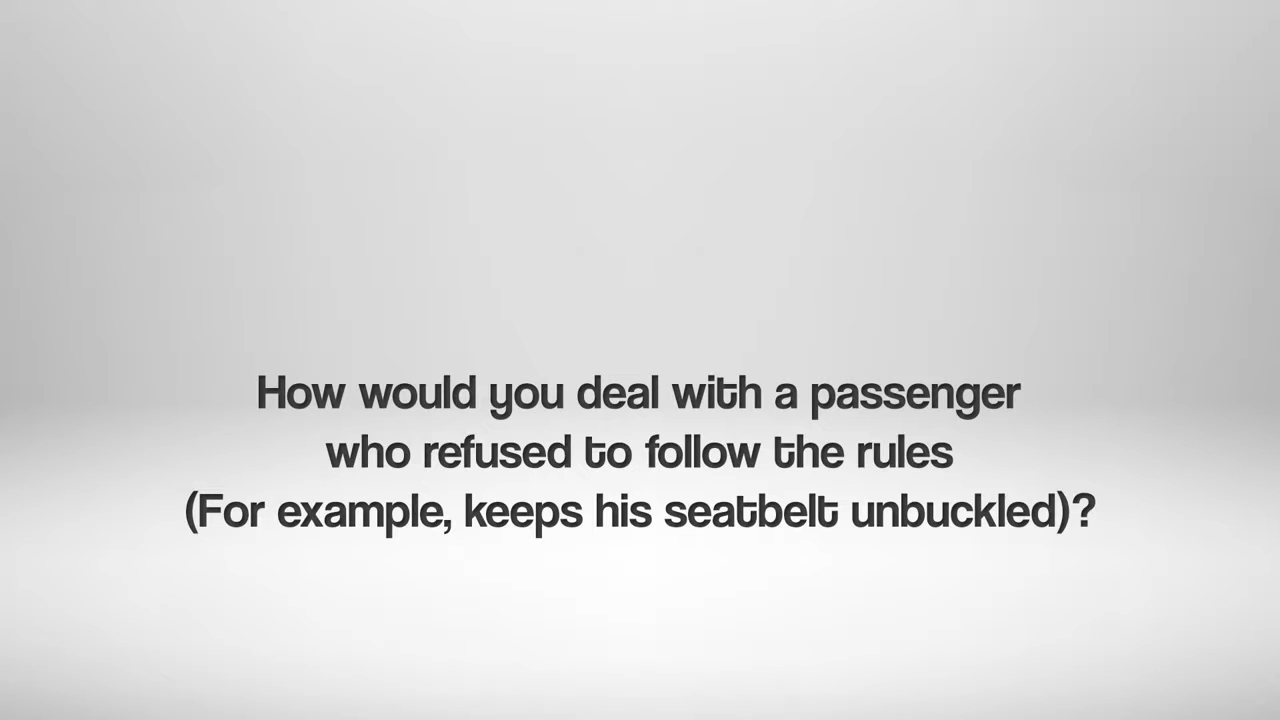 How would you deal with a passenger
who refused to follow the rules
(For example, keeps his seatbelt unbuckled)?